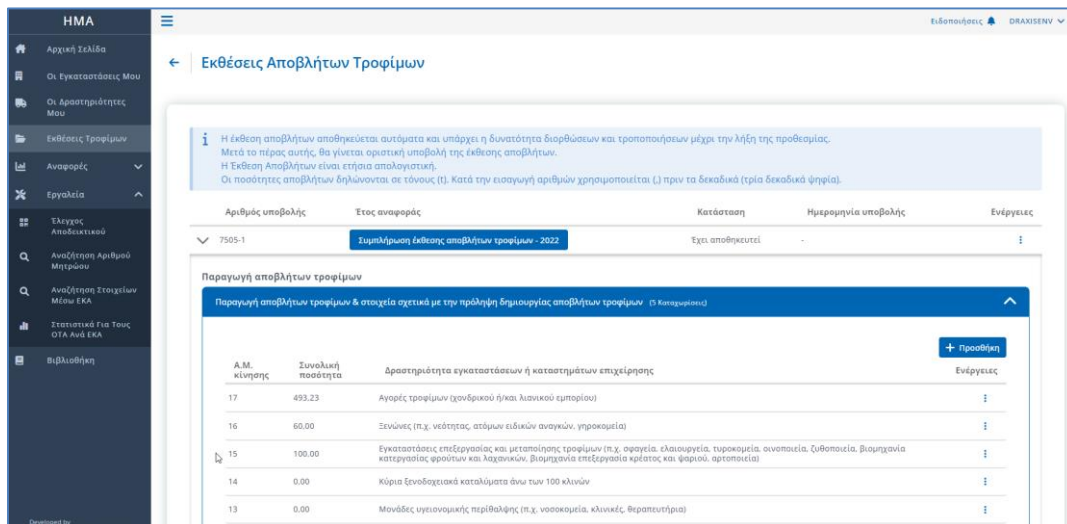 ΗΜΑ
Ειδοποιήσεις
DRAXISENV
Αρχική Σελίδα
Οι Εγκαταστάσεις Μου
Οι Δραστηριότητες
Μου
Εκθέσεις Τροφίμων
Αναφορές
Εργαλεία
Έλεγχος
Αποδεικτικού
Αναζήτηση Αριθμού
Μητρώου
Αναζήτηση Στοιχείων
Μέσω ΕΚΑ
Στατιστικά Για Τους
ΟΤΑ Ανά ΕΚΑ
Βιβλιοθήκη
Developed by
Εκθέσεις Αποβλήτων Τροφίμων
Η έκθεση αποβλήτων αποθηκεύεται αυτόματα και υπάρχει η δυνατότητα διορθώσεων και τροποποιήσεων μέχρι την λήξη της προθεσμίας.
Μετά το πέρας αυτής, θα γίνεται οριστική υποβολή της έκθεσης αποβλήτων.
Η Έκθεση Αποβλήτων είναι ετήσια απολογιστική.
Οι ποσότητες αποβλήτων δηλώνονται σε τόνους (t). Κατά την εισαγωγή αριθμών χρησιμοποιείται (,) πριν τα δεκαδικά (τρία δεκαδικά ψηφία).
Αριθμός υποβολής Έτος αναφοράς Κατάσταση Ημερομηνία υποβολής Ενέργειες
7505-1 Συμπλήρωση έκθεσης αποβλήτων τροφίμων - 2022 Έχει αποθηκευτεί -
Παραγωγή αποβλήτων τροφίμων
Παραγωγή αποβλήτων τροφίμων & στοιχεία σχετικά με την πρόληψη δημιουργίας αποβλήτων τροφίμων (5 Καταχωρίσεις)
+ Προσθήκη
Α.Μ.
κίνησης Συνολική
ποσότητα Δραστηριότητα εγκαταστάσεων ή καταστημάτων επιχείρησης Ενέργειες
17 493.23 Αγορές τροφίμων (χονδρικού ή/και λιανικού εμπορίου)
16 60.00 Ξενώνες (π.χ. νεότητας, ατόμων ειδικών αναγκών, γηροκομεία)
15 100.00 Εγκαταστάσεις επεξεργασίας και μεταποίησης τροφίμων (π.χ. σφαγεία, ελαιουργεία, τυροκομεία, οινοποιεία, ζυθοποιεία, βιομηχανία
κατεργασίας φρούτων και λαχανικών, βιομηχανία επεξεργασία κρέατος και ψαριού, αρτοποιεία)
14 0.00 Κύρια ξενοδοχειακά καταλύματα άνω των 100 κλινών
13 0.00 Μονάδες υγειονομικής περίθαλψης (π.χ. νοσοκομεία, κλινικές, θεραπευτήρια)